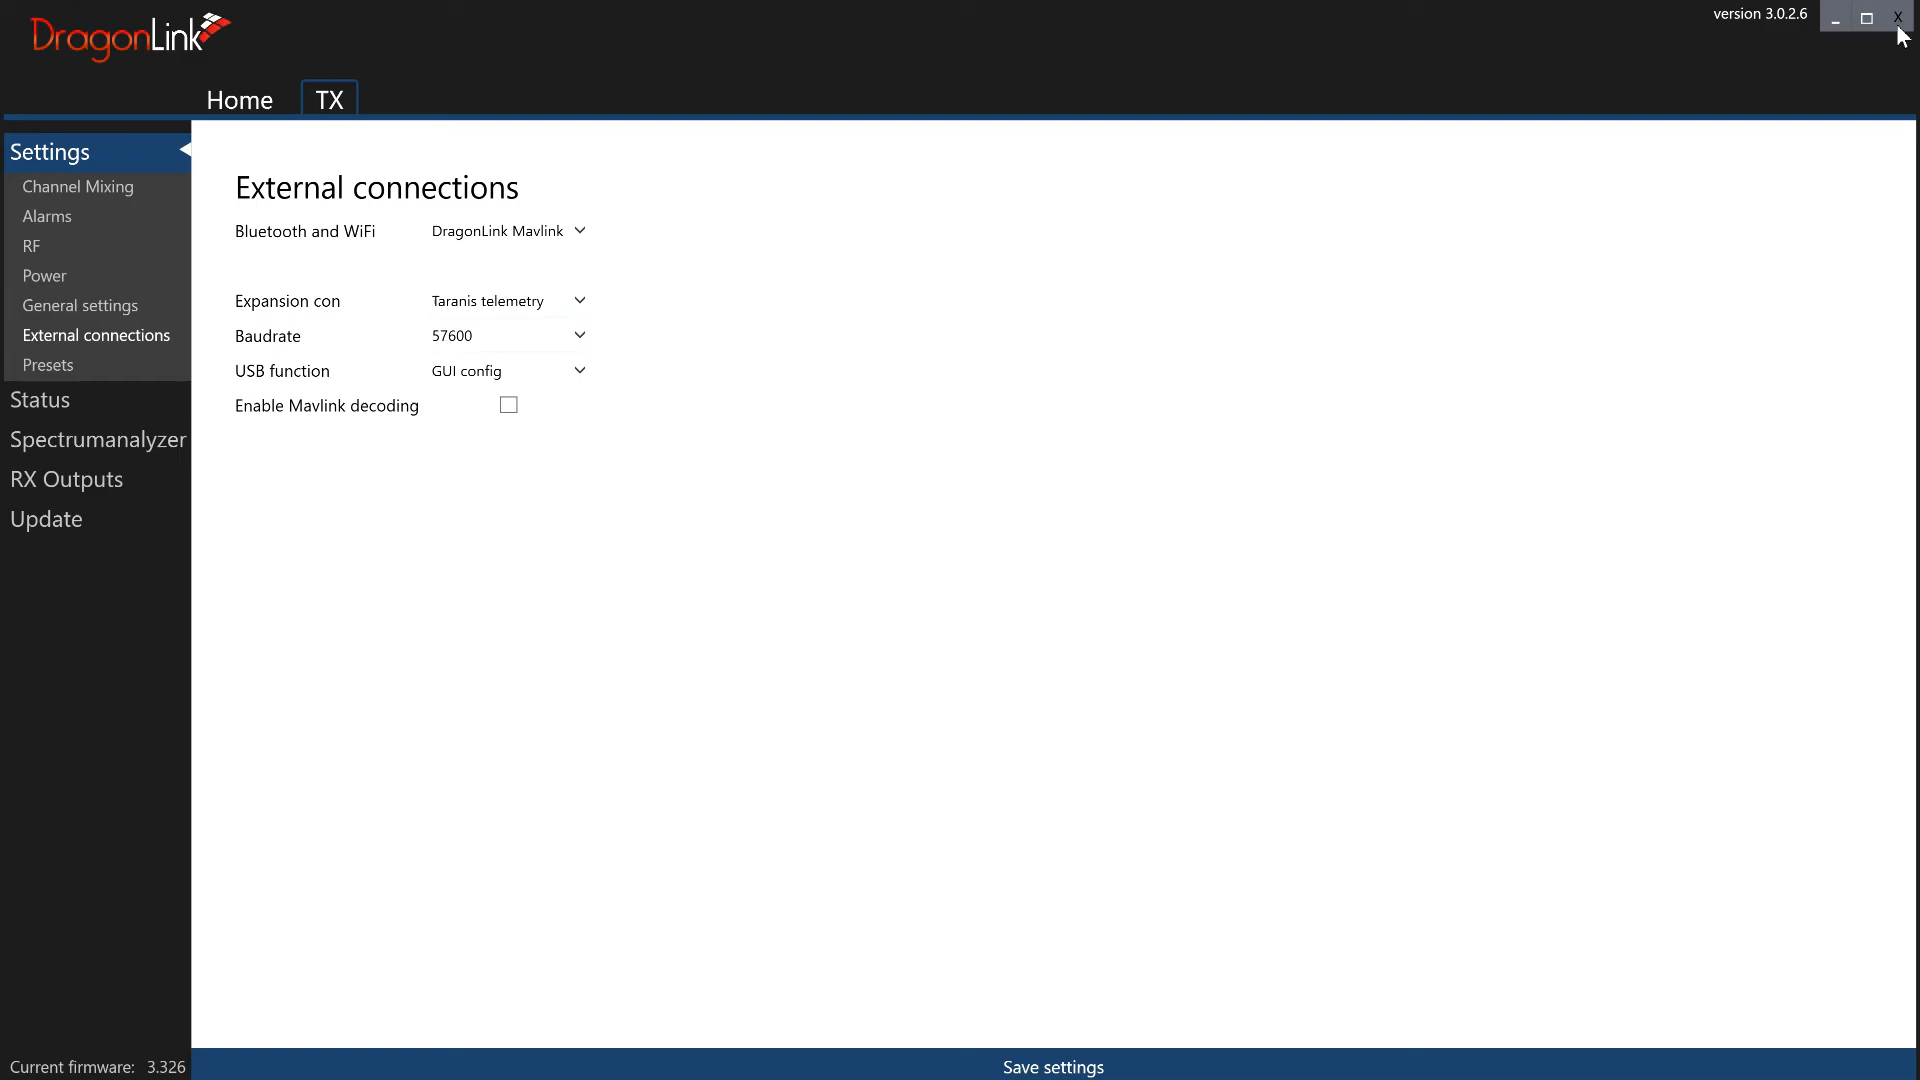 DragonLink
version 3.0.2.6
_
X
Home
TX
Settings
Channel Mixing
Alarms
RF
Power
General settings
External connections
Presets
Status
Spectrumanalyzer
RX Outputs
Update
Current firmware: 3.326
External connections
Bluetooth and WiFi DragonLink Mavlink
Expansion con Taranis telemetry
Baudrate 57600
USB function GUI config
Enable Mavlink decoding
Save settings